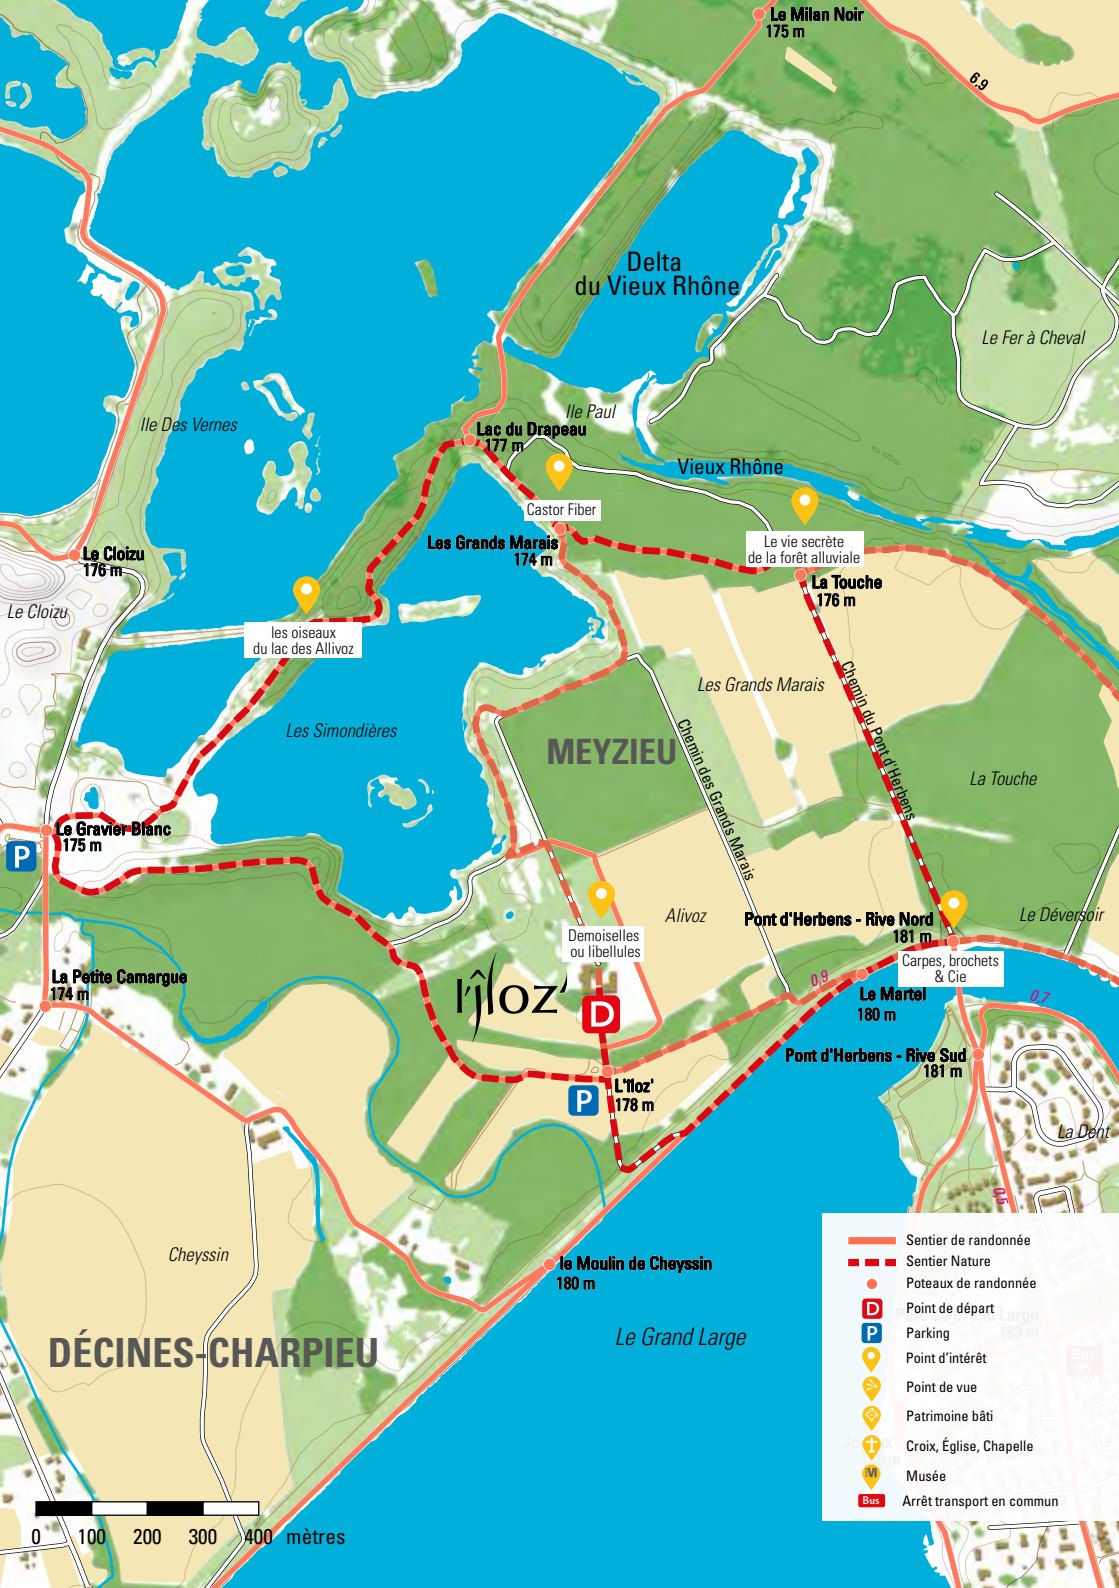 Le Milan Noir
175 m
6,9
Delta
du Vieux Rhône
Le Fer à Cheval
Ile Des Vernes
Ile Paul
Lac du Drapeau
177 m
Vieux Rhône
Castor Fiber
Les Grands Marais
174 m
Le vie secrète
de la forêt alluviale
Le Cloizu
176 m
La Touche
176 m
Le Cloizu
les oiseaux
du lac des Allivoz
Les Grands Marais
Chemin du Pont d'Herbens
Les Simondières
MEYZIEU
Chemin des Grands Marais
La Touche
Le Gravier Blanc
175 m
P
Alivoz
Pont d'Herbens - Rive Nord
181 m
Le Déversoir
Demoiselles
ou libellules
Carpes, brochets
& Cie
La Petite Camargue
174 m
l'îloz'
D
0,9
Le Martel
180 m
0,7
Pont d'Herbens - Rive Sud
181 m
L'îloz'
178 m
P
La Dent
0,5
Cheyssin
le Moulin de Cheyssin
180 m
Le Grand Large
DÉCINES-CHARPIEU
Sentier de randonnée
Sentier Nature
Poteaux de randonnée
D Point de départ
P Parking
Point d'intérêt
Point de vue
Patrimoine bâti
Croix, Église, Chapelle
M Musée
Bus Arrêt transport en commun
0 100 200 300 400 mètres